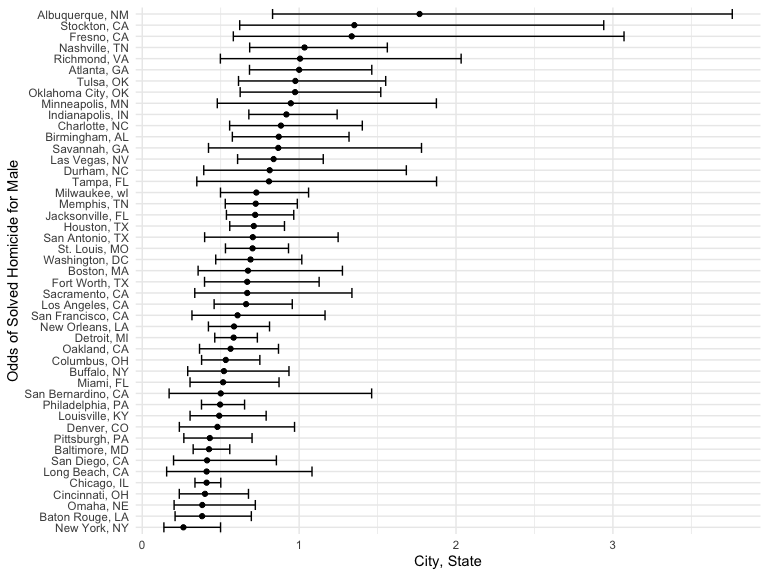 Albuquerque, NM
Stockton, CA
Fresno, CA
Nashville, TN
Richmond, VA
Atlanta, GA
Tulsa, OK
Oklahoma City, OK
Minneapolis, MN
Indianapolis, IN
Charlotte, NC
Birmingham, AL
Savannah, GA
Las Vegas, NV
Durham, NC
Tampa, FL
Milwaukee, wI
Memphis, TN
Jacksonville, FL
Houston, TX
San Antonio, TX
St. Louis, MO
Washington, DC
Boston, MA
Fort Worth, TX
Sacramento, CA
Los Angeles, CA
San Francisco, CA
New Orleans, LA
Detroit, MI
Oakland, CA
Columbus, OH
Buffalo, NY
Miami, FL
San Bernardino, CA
Philadelphia, PA
Louisville, KY
Denver, CO
Pittsburgh, PA
Baltimore, MD
San Diego, CA
Long Beach, CA
Chicago, IL
Cincinnati, OH
Omaha, NE
Baton Rouge, LA
New York, NY
Odds of Solved Homicide for Male
0 1 2 3
City, State